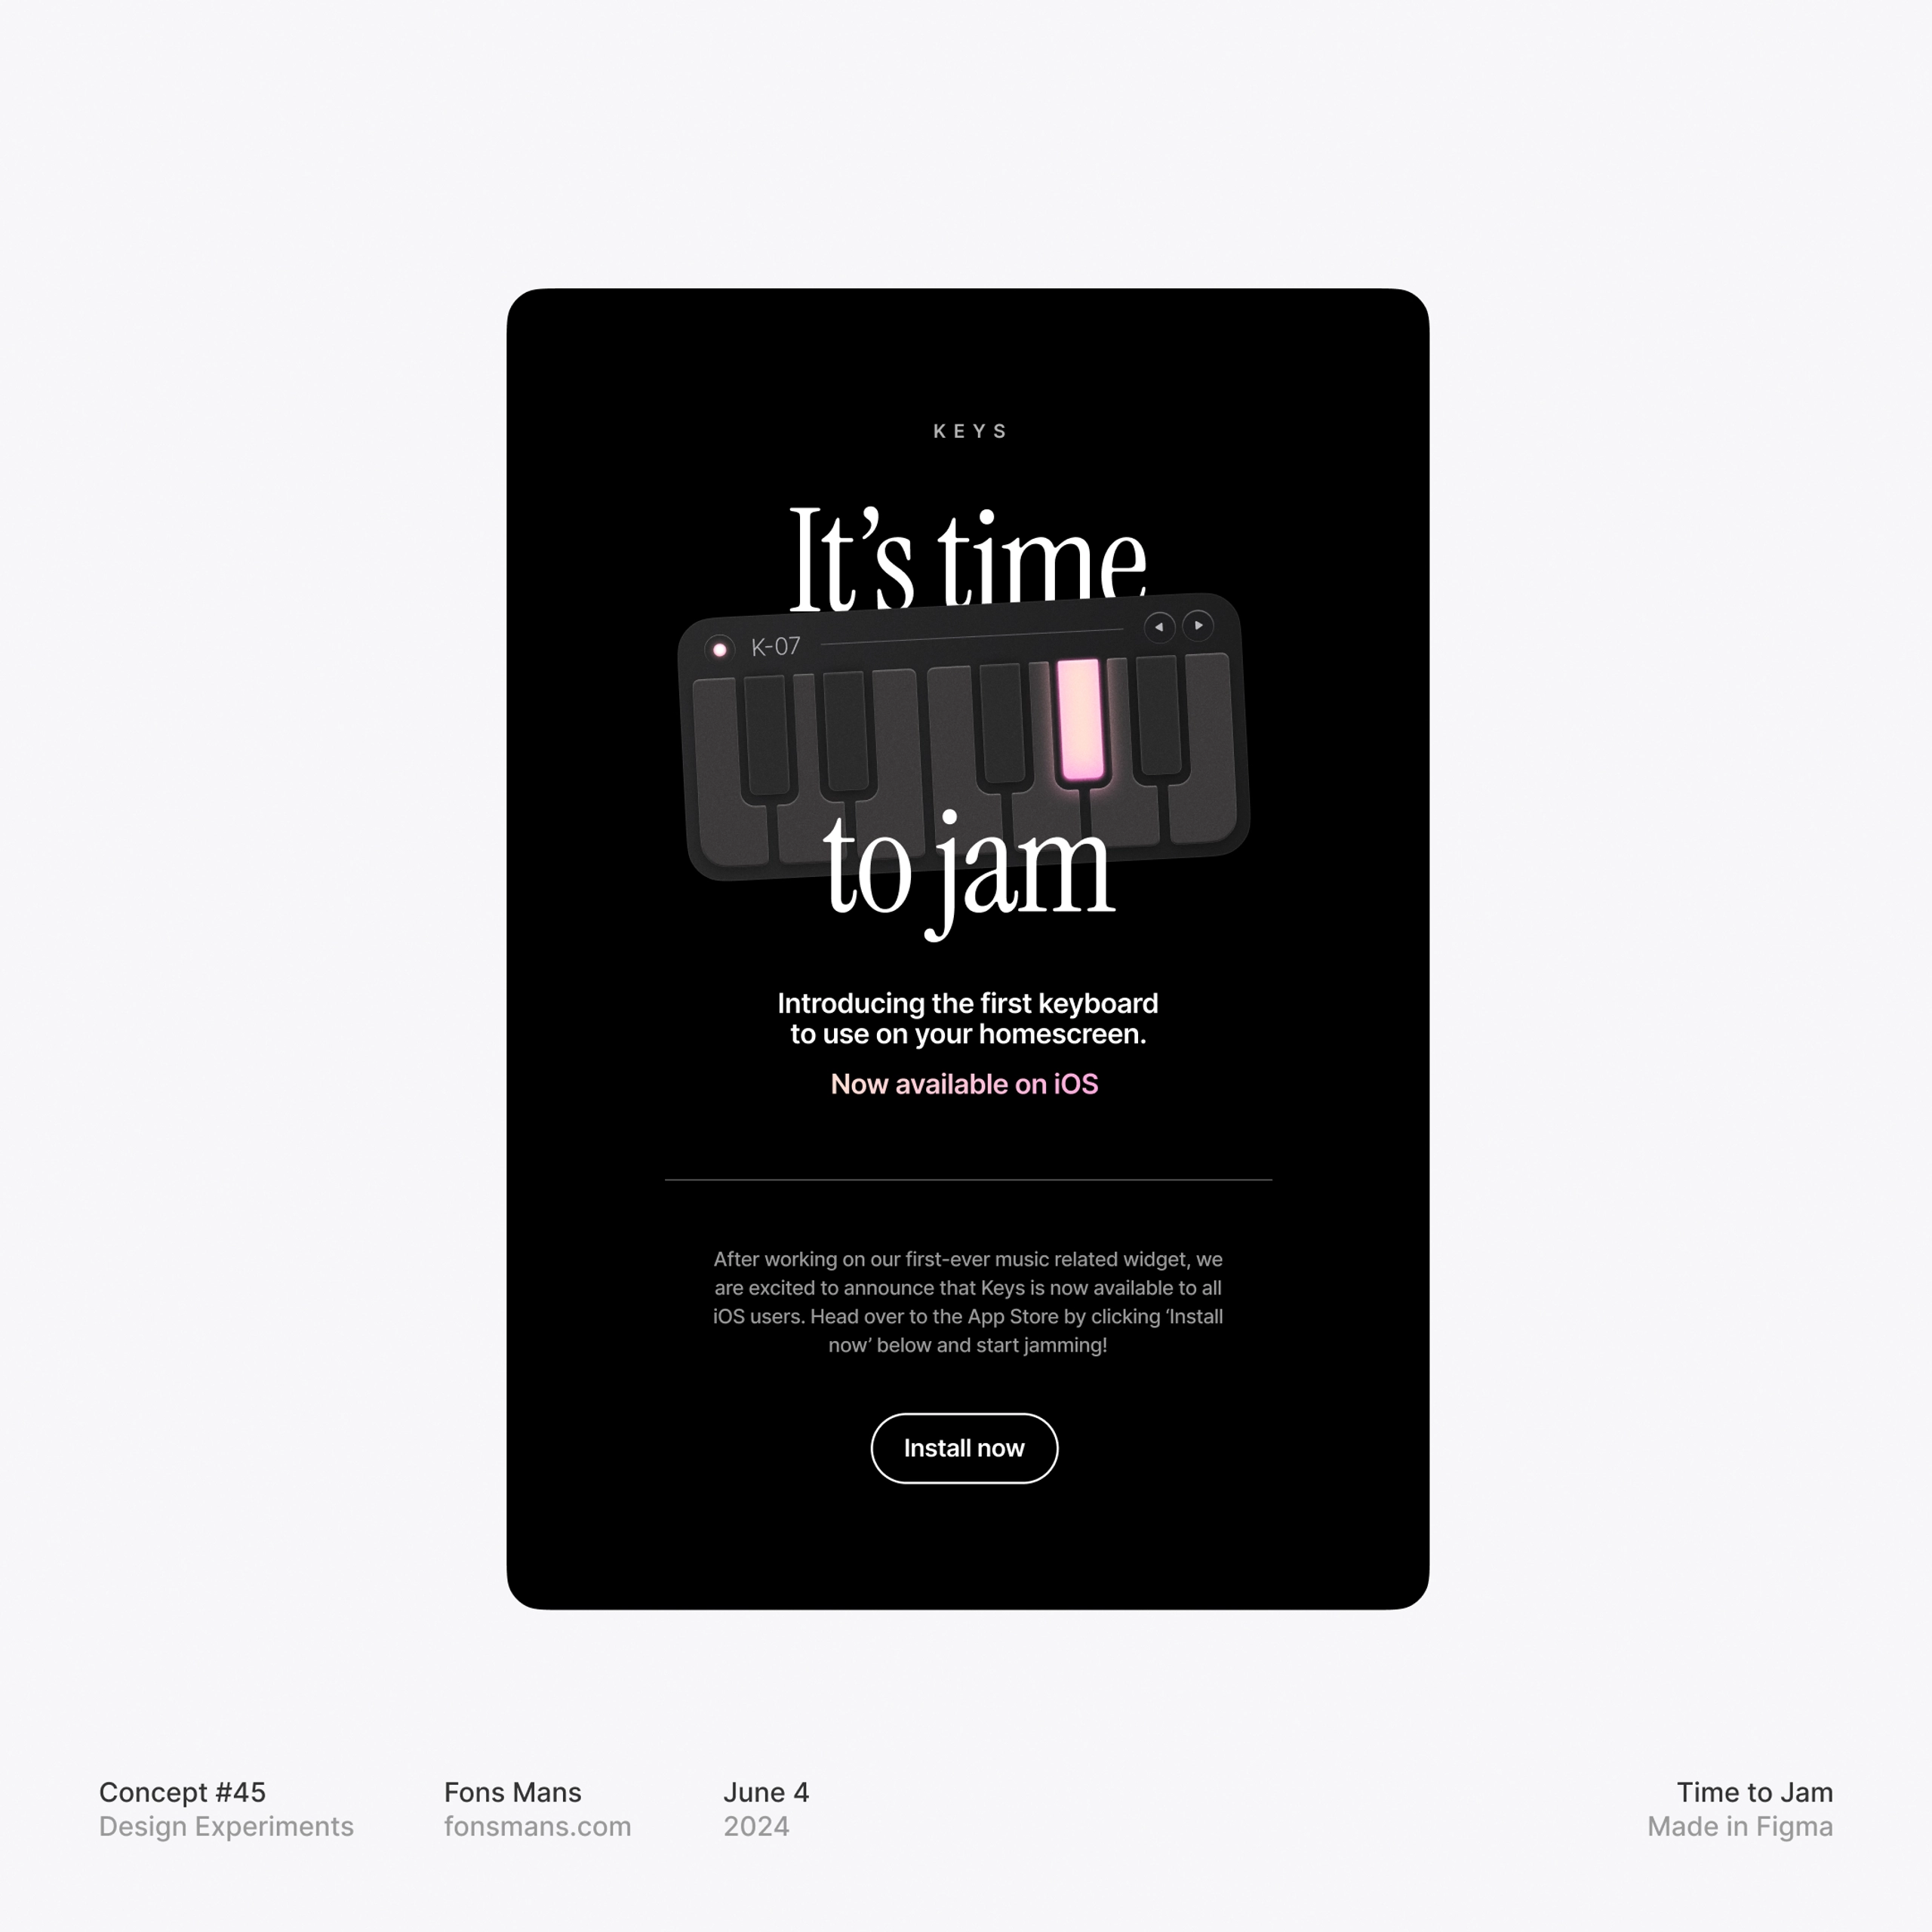 KEYS
It’s time
K-07
to jam
Introducing the first keyboard
to use on your homescreen.
Now available on iOS
After working on our first-ever music related widget, we
are excited to announce that Keys is now available to all
iOS users. Head over to the App Store by clicking ‘Install
now’ below and start jamming!
Install now
Concept #45
Design Experiments
Fons Mans
fonsmans.com
June 4
2024
Time to Jam
Made in Figma